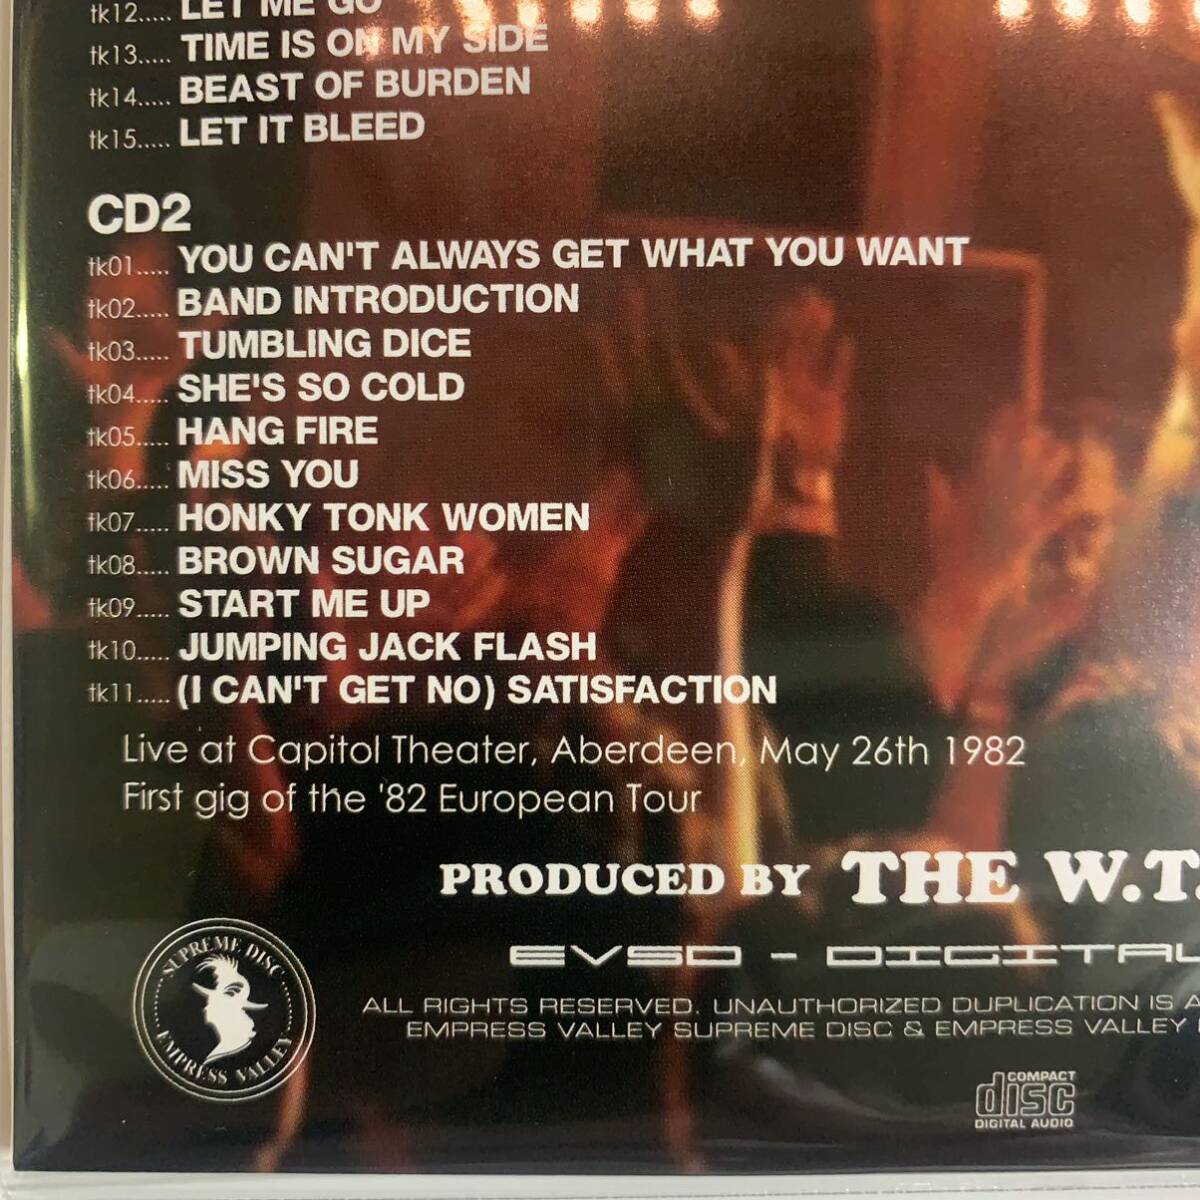 tk12..... LET ME GO
tk13..... TIME IS ON MY SIDE
tk14..... BEAST OF BURDEN
tk15..... LET IT BLEED
CD2
tk01..... YOU CAN'T ALWAYS GET WHAT YOU WANT
tk02..... BAND INTRODUCTION
tk03..... TUMBLING DICE
tk04..... SHE'S SO COLD
tk05..... HANG FIRE
tk06..... MISS YOU
tk07..... HONKY TONK WOMEN
tk08..... BROWN SUGAR
tk09..... START ME UP
tk10..... JUMPING JACK FLASH
tk11..... (I CAN'T GET NO) SATISFACTION
Live at Capitol Theater, Aberdeen, May 26th 1982
First gig of the '82 European Tour
PRODUCED BY THE W.T.
EVSD - DIGITAL
ALL RIGHTS RESERVED. UNAUTHORIZED DUPLICATION IS A
EMPRESS VALLEY SUPREME DISC & EMPRESS VALLEY
SUPREME DISC
EMPRESS VALLEY
COMPACT
disc
DIGITAL AUDIO